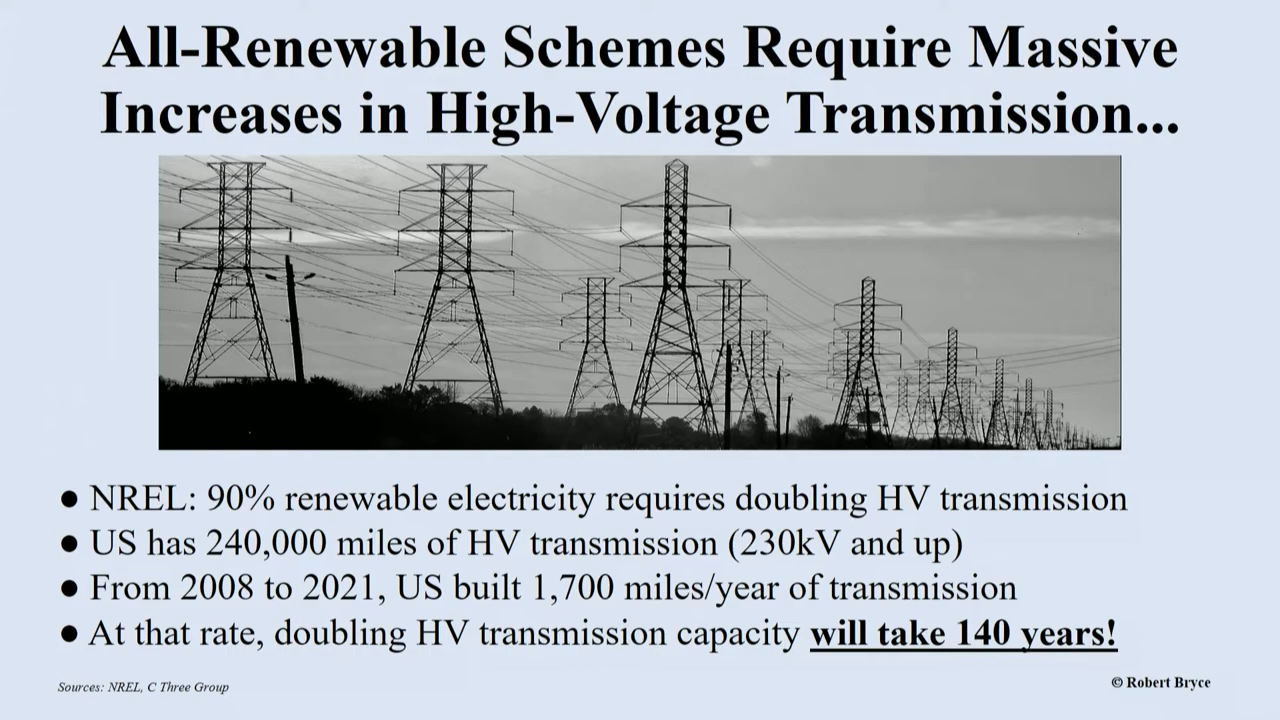 All-Renewable Schemes Require Massive
Increases in High-Voltage Transmission...
● NREL: 90% renewable electricity requires doubling HV transmission
● US has 240,000 miles of HV transmission (230kV and up)
● From 2008 to 2021, US built 1,700 miles/year of transmission
● At that rate, doubling HV transmission capacity will take 140 years!
Sources: NREL, C Three Group
© Robert Bryce